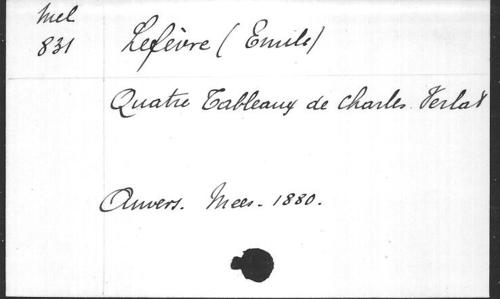 Mel
831
Lefèvre (Emile)
Quatre Tableaux de Charles Verlat
Anvers. Mees. 1880.